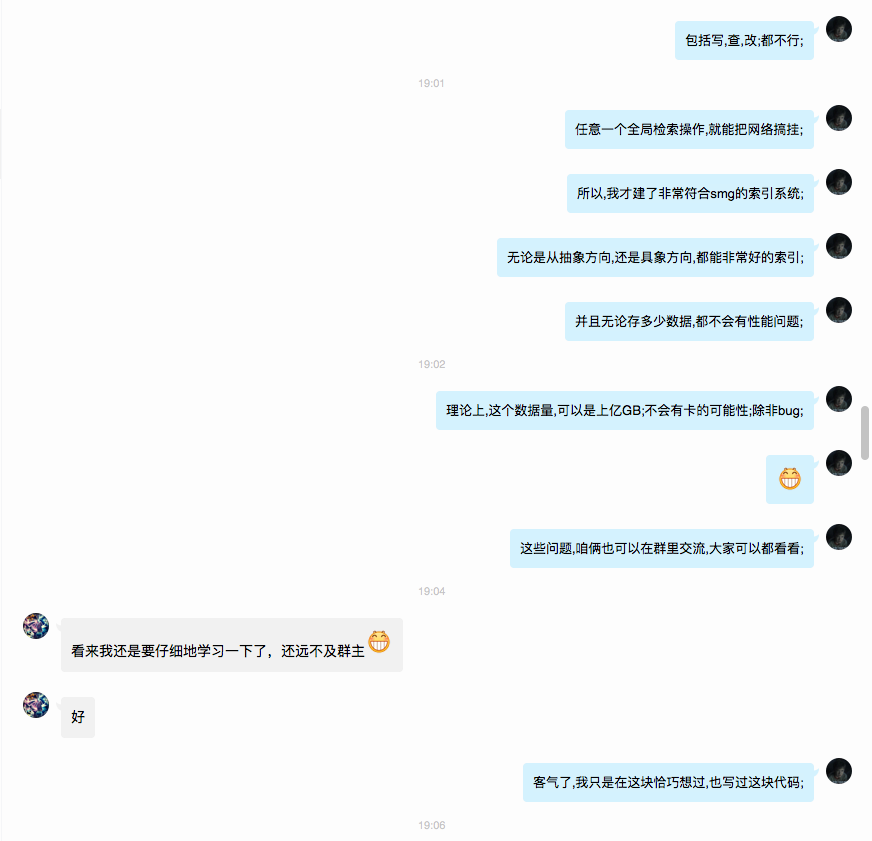 包括写,查,改;都不行;
19:01
任意一个全局检索操作,就能把网络搞挂;
所以,我才建了非常符合smg的索引系统;
无论是从抽象方向,还是具象方向,都能非常好的索引;
并且无论存多少数据,都不会有性能问题;
19:02
理论上,这个数据量,可以是上亿GB;不会有卡的可能性;除非bug;
这些问题,咱俩也可以在群里交流,大家可以都看看;
19:04
看来我还是要仔细地学习一下了，还远不及群主
好
客气了,我只是在这块恰巧想过,也写过这块代码;
19:06